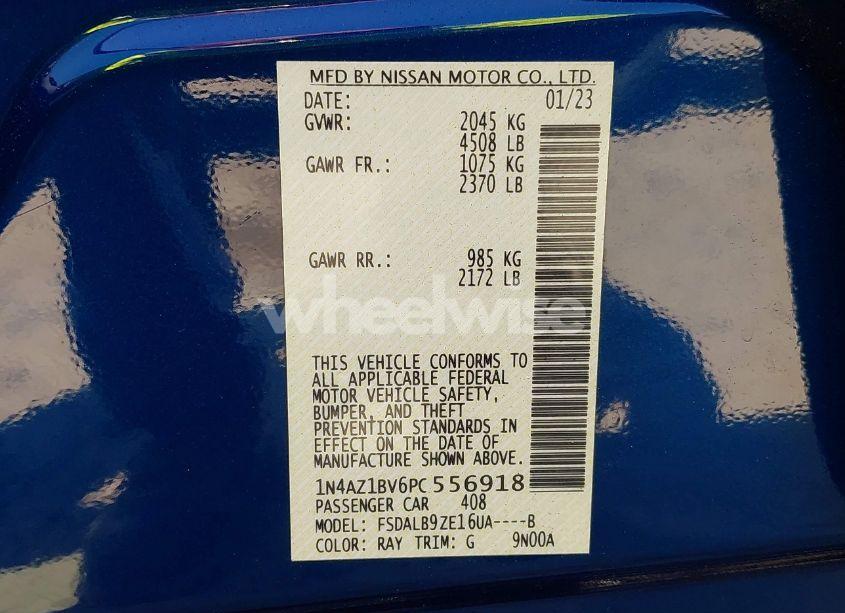 MFD BY NISSAN MOTOR CO., LTD.
DATE: 01/23
GVWR: 2045 KG
4508 LB
GAWR FR.: 1075 KG
2370 LB
GAWR RR.: 985 KG
2172 LB
wheelwise
THIS VEHICLE CONFORMS TO
ALL APPLICABLE FEDERAL
MOTOR VEHICLE SAFETY,
BUMPER, AND THEFT
PREVENTION STANDARDS IN
EFFECT ON THE DATE OF
MANUFACTURE SHOWN ABOVE.
1N4AZ1BV6PC556918
PASSENGER CAR 408
MODEL: FSDALB9ZE16UA----B
COLOR: RAY TRIM: G 9N00A